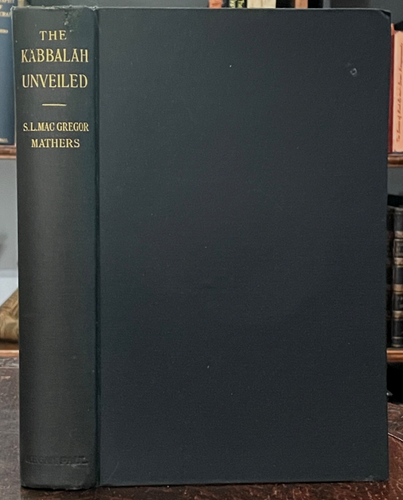 THE
KABBALAH
UNVEILED
S.L.MAC GREGOR
MATHERS